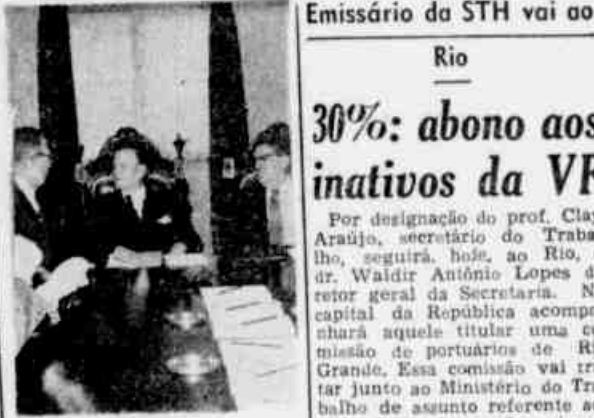 Emissário da STH vai ao
Rio
30%: abono aos
inativos da VF
Por designação do prof. Clay
Araújo, secretário do Traba-
lho, seguirá, hoje, ao Rio,
dr. Waldir Antônio Lopes di
retor geral da Secretaria. N
capital da República acompa
nhará aquele titular uma co
missão de portuários de Ri
Grande. Essa comissão vai tra
tar junto ao Ministério do Tra
balho de assunto referente ao